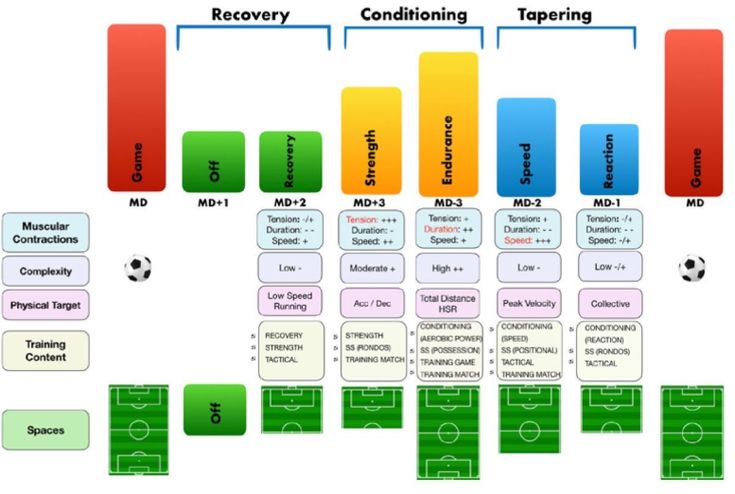 Recovery
Conditioning
Tapering
Game
Off
Recovery
Strength
Endurance
Speed
Reaction
Game
MD
MD+1
MD+2
MD+3
MD-3
MD-2
MD-1
MD
Muscular
Contractions
Tension: -/+
Duration: - -
Speed: +
Tension: +++
Duration: -
Speed: ++
Tension: +
Duration: ++
Speed: +
Tension: +
Duration: - -
Speed: +++
Tension: -/+
Duration: - -
Speed: -/+
Complexity
Low -
Moderate +
High ++
Low -
Low -/+
Physical Target
Low Speed
Running
Acc / Dec
Total Distance
HSR
Peak Velocity
Collective
Training
Content
RECOVERY
STRENGTH
TACTICAL
STRENGTH
SS (RONDOS)
TRAINING MATCH
CONDITIONING
(AEROBIC POWER)
SS (POSSESSION)
TRAINING GAME
TRAINING MATCH
CONDITIONING
(SPEED)
SS (POSITIONAL)
TACTICAL
TRAINING MATCH
CONDITIONING
(REACTION)
SS (RONDOS)
TACTICAL
Spaces
Off